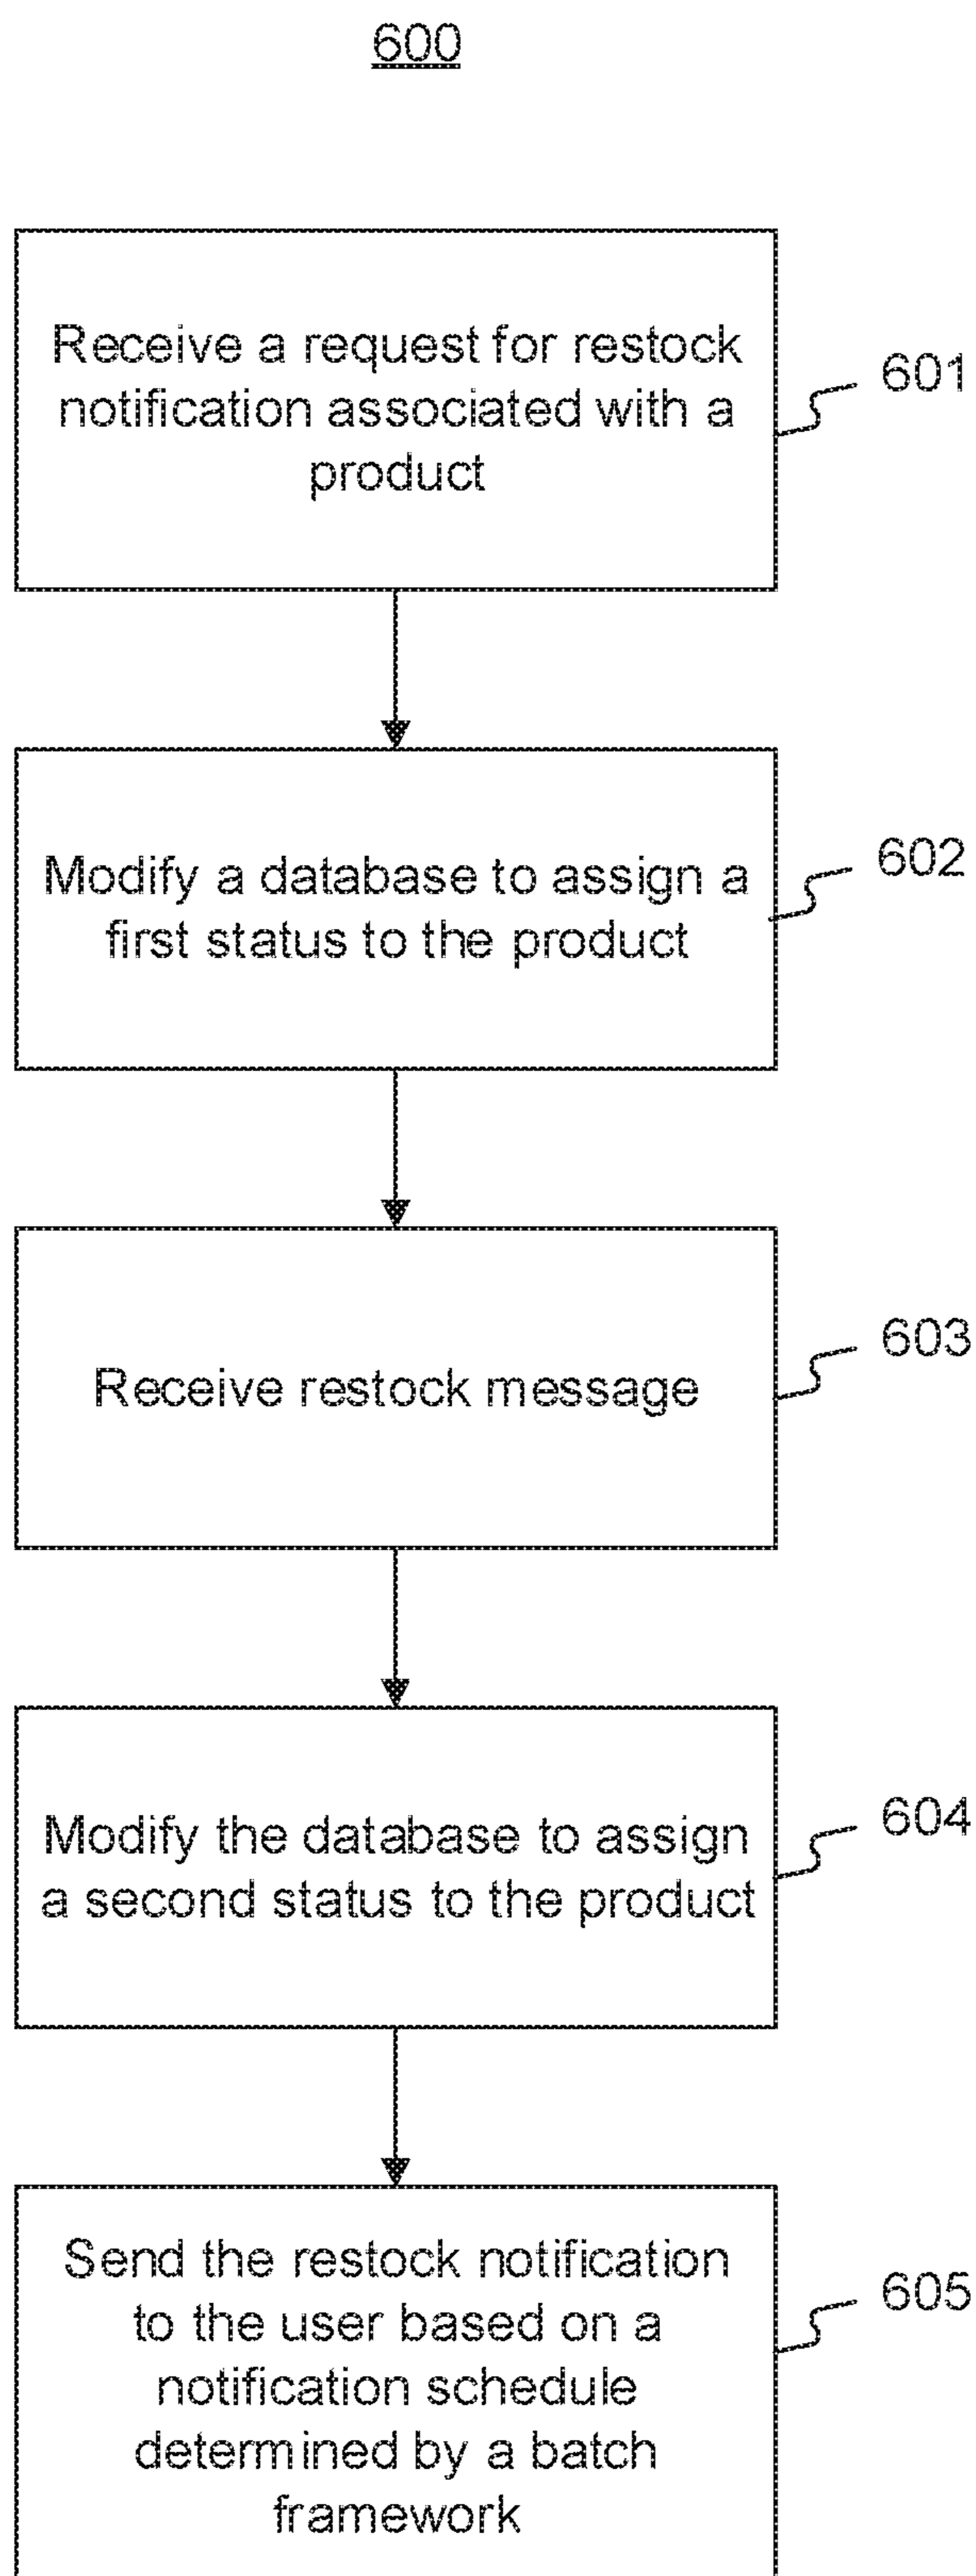 600
Receive a request for restock
notification associated with a
product
601
Modify a database to assign a
first status to the product
602
Receive restock message
603
Modify the database to assign
a second status to the product
604
Send the restock notification
to the user based on a
notification schedule
determined by a batch
framework
605